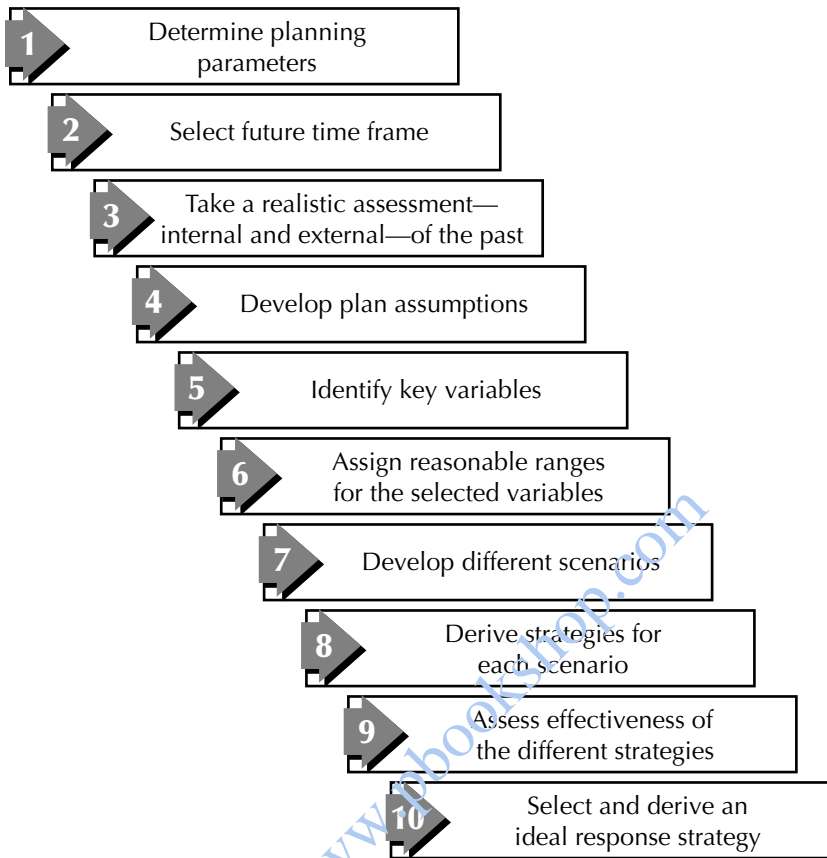 1
Determine planning
parameters
2
Select future time frame
3
Take a realistic assessment—
internal and external—of the past
4
Develop plan assumptions
5
Identify key variables
6
Assign reasonable ranges
for the selected variables
7
Develop different scenarios
8
Derive strategies for
each scenario
9
Assess effectiveness of
the different strategies
10
Select and derive an
ideal response strategy
www.pbookshop.com